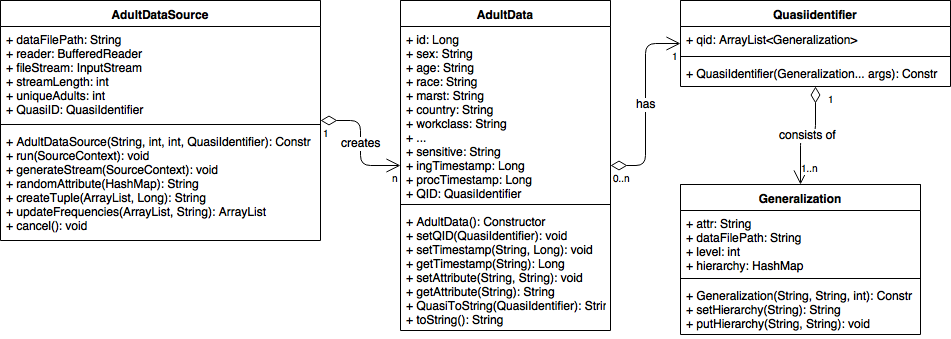 AdultDataSource
+ dataFilePath: String
+ reader: BufferedReader
+ fileStream: InputStream
+ streamLength: int
+ uniqueAdults: int
+ QuasiID: QuasiIdentifier
+ AdultDataSource(String, int, int, QuasIdentifier): Constr
+ run(SourceContext): void
+ generateStream(SourceContext): void
+ randomAttribute(HashMap): String
+ createTuple(ArrayList, Long): String
+ updateFrequencies(ArrayList, String): ArrayList
+ cancel(): void
1
creates
n
AdultData
+ id: Long
+ sex: String
+ age: String
+ race: String
+ marst: String
+ country: String
+ workclass: String
+ ...
+ sensitive: String
+ ingTimestamp: Long
+ procTimestamp: Long
+ QID: QuasiIdentifier
+ AdultData(): Constructor
+ setQID(QuasiIdentifier): void
+ setTimestamp(String, Long): void
+ getTimestamp(String): Long
+ setAttribute(String, String): void
+ getAttribute(String): String
+ QuasiToString(QuasiIdentifier): Strin
+ toString(): String
0..n
has
1
Quasiidentifier
+ qid: ArrayList<Generalization>
+ QuasiIdentifier(Generalization... args): Constr
1
consists of
1..n
Generalization
+ attr: String
+ dataFilePath: String
+ level: int
+ hierarchy: HashMap
+ Generalization(String, String, int): Constr
+ setHierarchy(String): String
+ putHierarchy(String, String): void